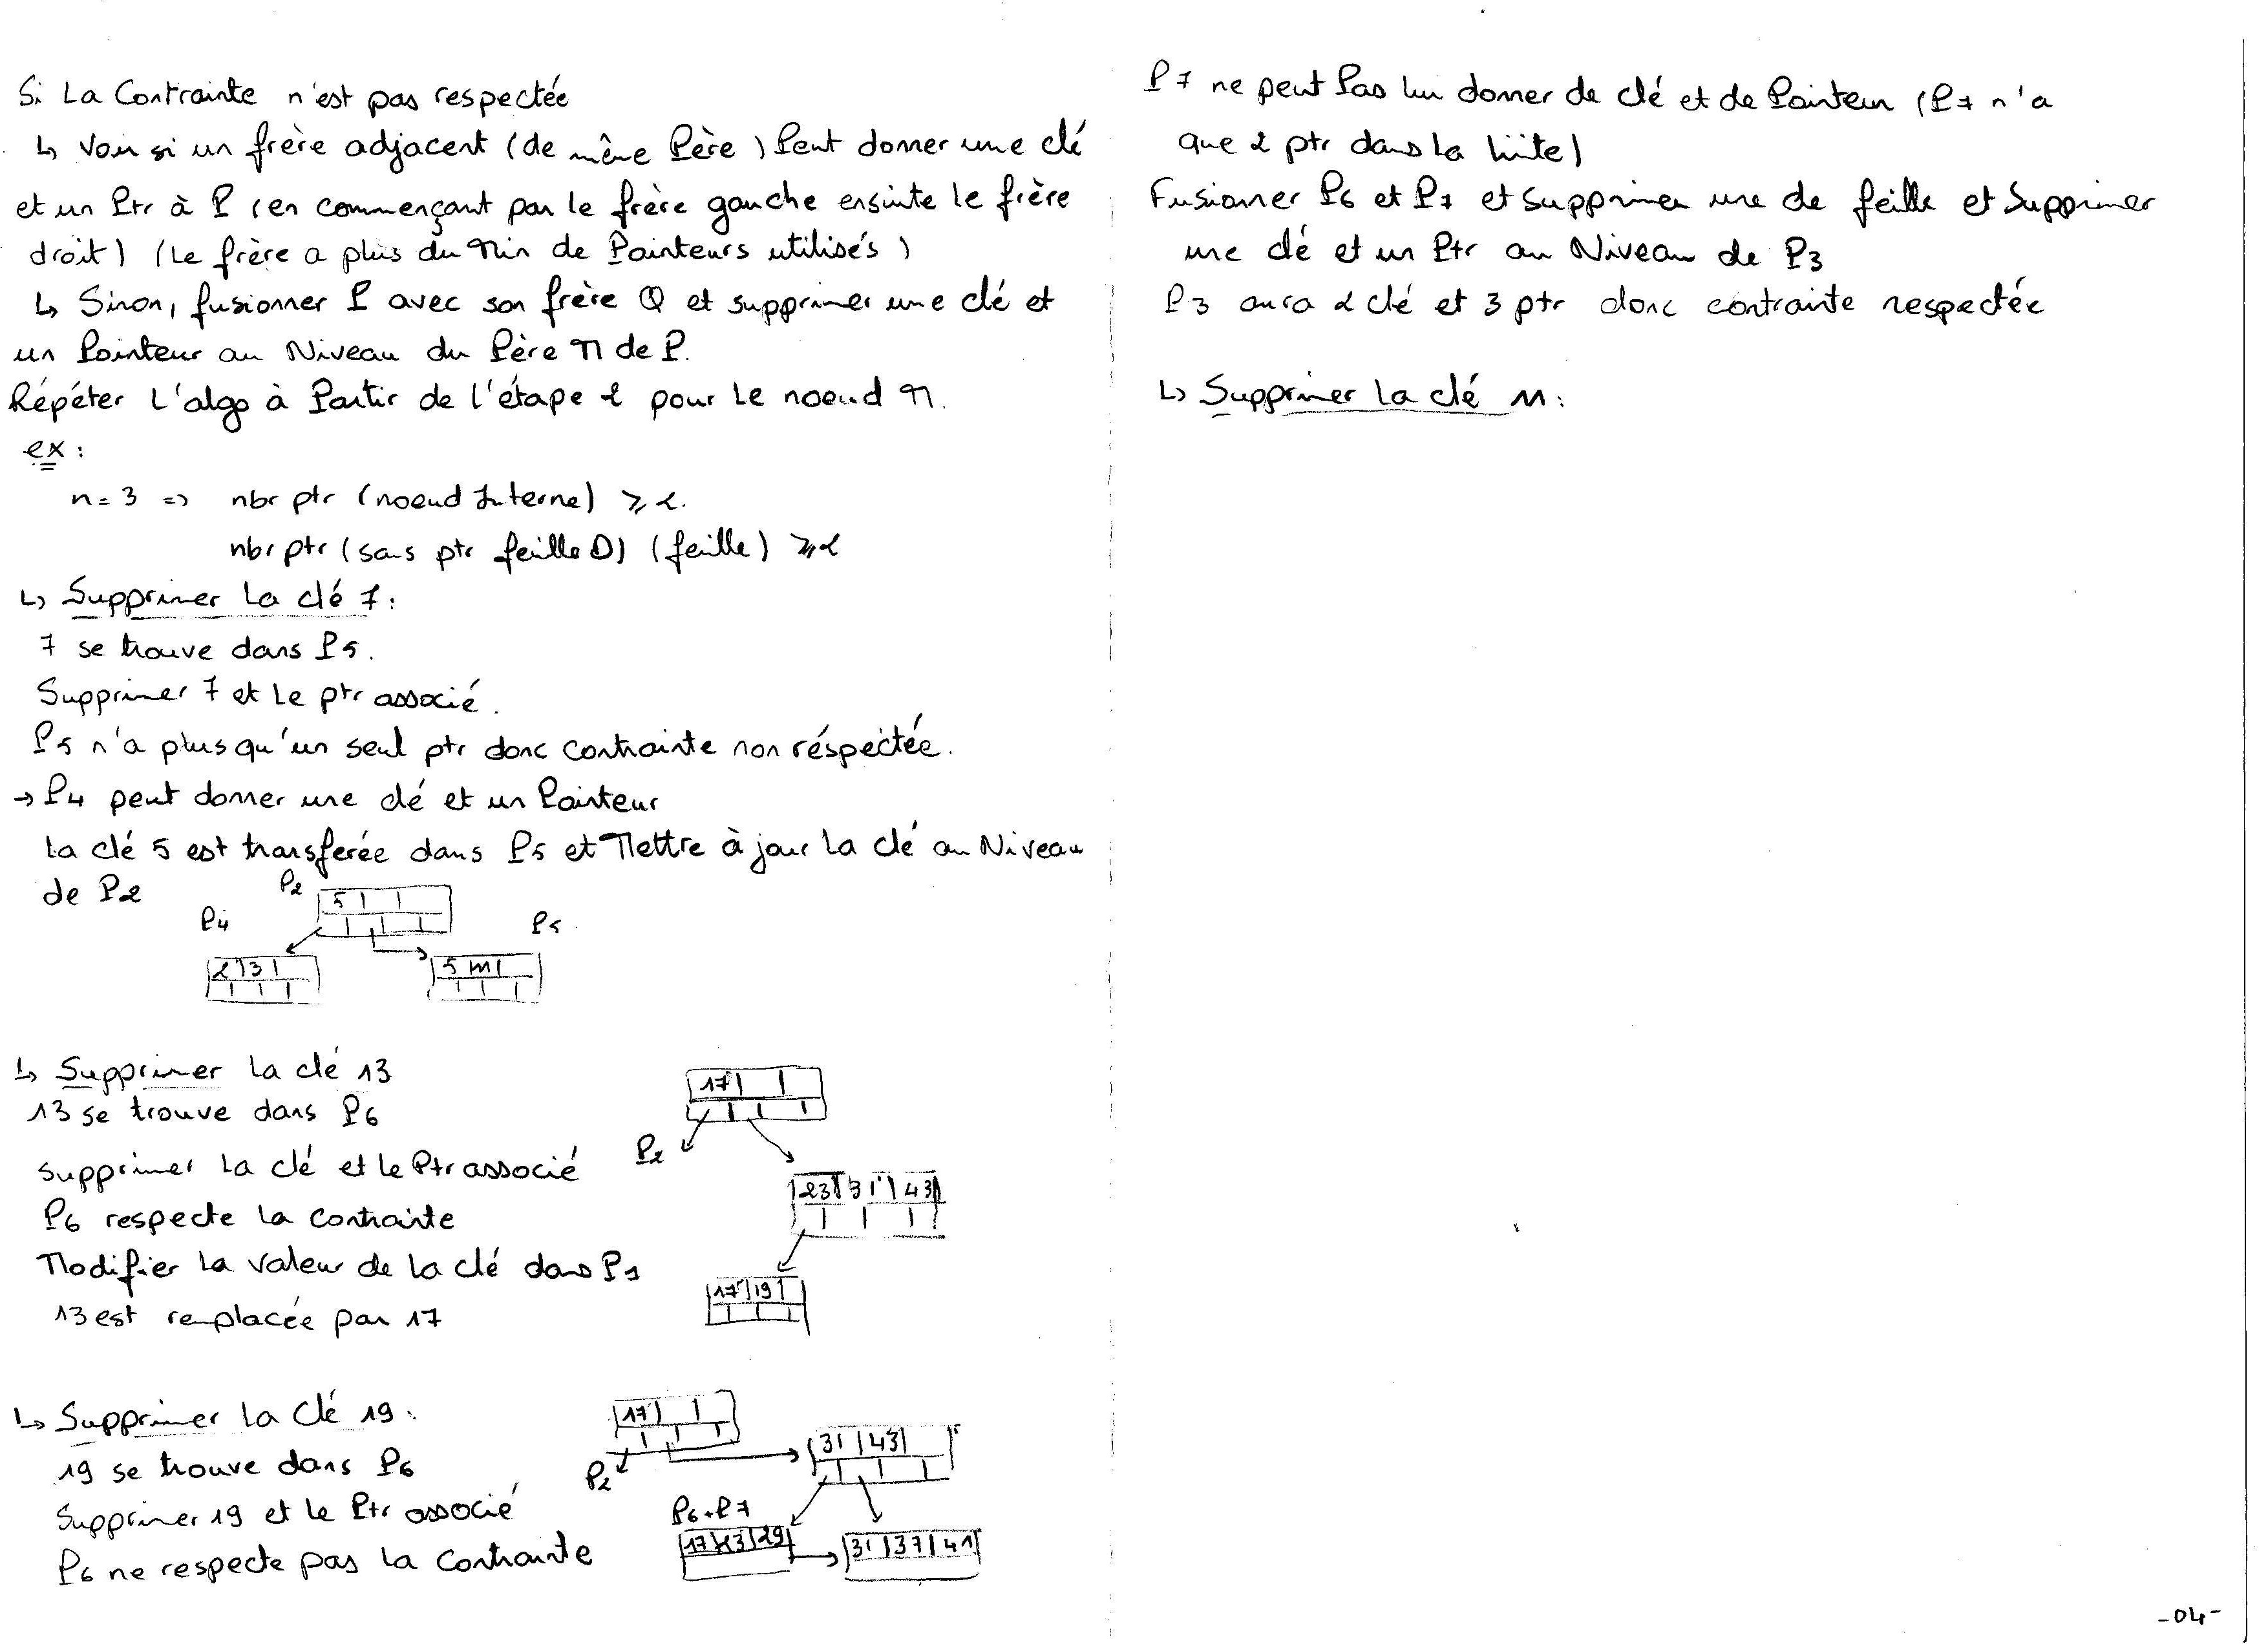 Si La Contrainte n'est pas respectée
↳ Voir si un frère adjacent (de même Père) Peut donner une clé
et un Ptr à P (en commençant par le frère gauche ensuite le frère
droit) (Le frère a plus du Min de Pointeurs utilisés)
↳ Sinon, fusionner P avec son frère Q et supprimer une clé et
un Pointeur au Niveau du Père M de P.
Répéter L'algo à Partir de l'étape 2 pour Le noeud M.
ex :
n = 3 => nbr ptr (noeud Interne) ⩾ 2.
nbr ptr (sans ptr feille D) (feille) ⩾ 2
↳ Supprimer La clé 7 :
7 se trouve dans P5.
Supprimer 7 et Le ptr associé.
P5 n'a plus qu'un seul ptr donc contrainte non réspectée.
→ P4 peut donner une clé et un Pointeur
La clé 5 est transferée dans P5 et Mettre à jour La clé au Niveau
de P2
P2
5
P4
P5
2 3
5 11
↳ Supprimer La clé 13
13 se trouve dans P6
supprimer La clé et Le Ptr associé
P6 respecte La contrainte
Modifier La valeur de La clé dans P1
13 est remplacée par 17
17
P2
23 31 43
17 19
↳ Supprimer La Clé 19 :
19 se trouve dans P6
Supprimer 19 et Le Ptr associé
P6 ne respecte pas La contrainte
17
P2
31 43
P6+P7
17 23 29
31 37 41
P7 ne peut Pas lui donner de clé et de Pointeur (P7 n'a
que 2 ptr dans La liite)
Fusionner P6 et P7 et supprimer une de feille et Supprimer
une clé et un Ptr au Niveau de P3
P3 aura 2 clé et 3 ptr donc contrainte respectée
↳ Supprimer La clé 11 :
-04-